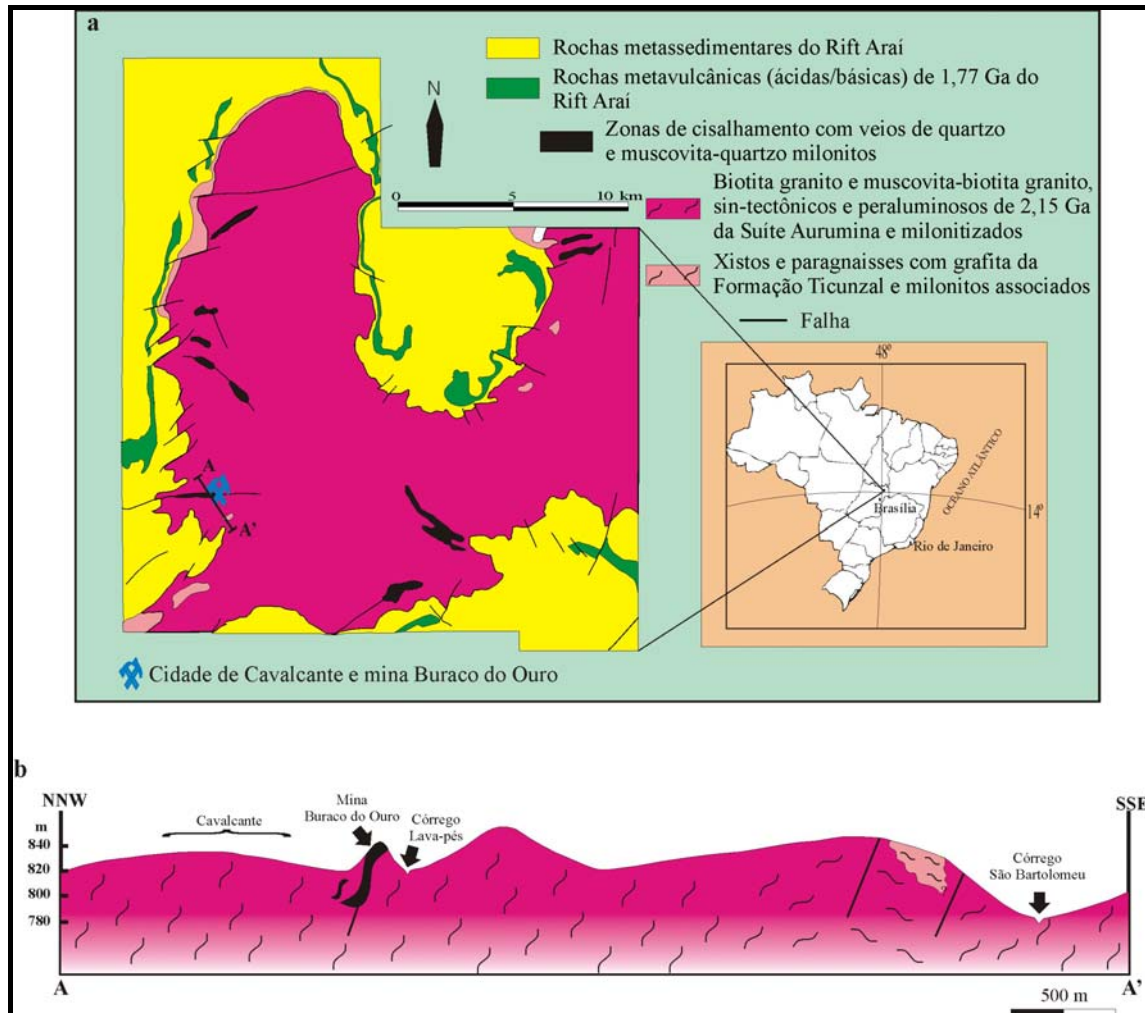 a
Rochas metassedimentares do Rift Araí
Rochas metavulcânicas (ácidas/básicas) de 1,77 Ga do
Rift Araí
N
Zonas de cisalhamento com veios de quartzo
e muscovita-quartzo milonitos
0 5 10 km
Biotita granito e muscovita-biotita granito,
sin-tectônicos e peraluminosos de 2,15 Ga
da Suíte Aurumina e milonitizados
Xistos e paragnaisses com grafita da
Formação Ticunzal e milonitos associados
Falha
48º
OCEANO ATLÂNTICO
Brasília
14º
Rio de Janeiro
A
A'
Cidade de Cavalcante e mina Buraco do Ouro
b
NNW
SSE
m
840
820
800
780
Cavalcante
Mina
Buraco do Ouro
Córrego
Lava-pés
Córrego
São Bartolomeu
A
A'
500 m